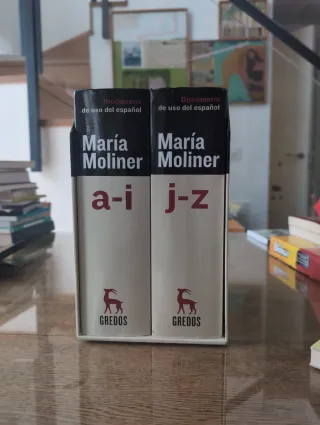 Diccionario
de uso del español
María
Moliner
a-i
GREDOS
Diccionario
de uso del español
María
Moliner
j-z
GREDOS